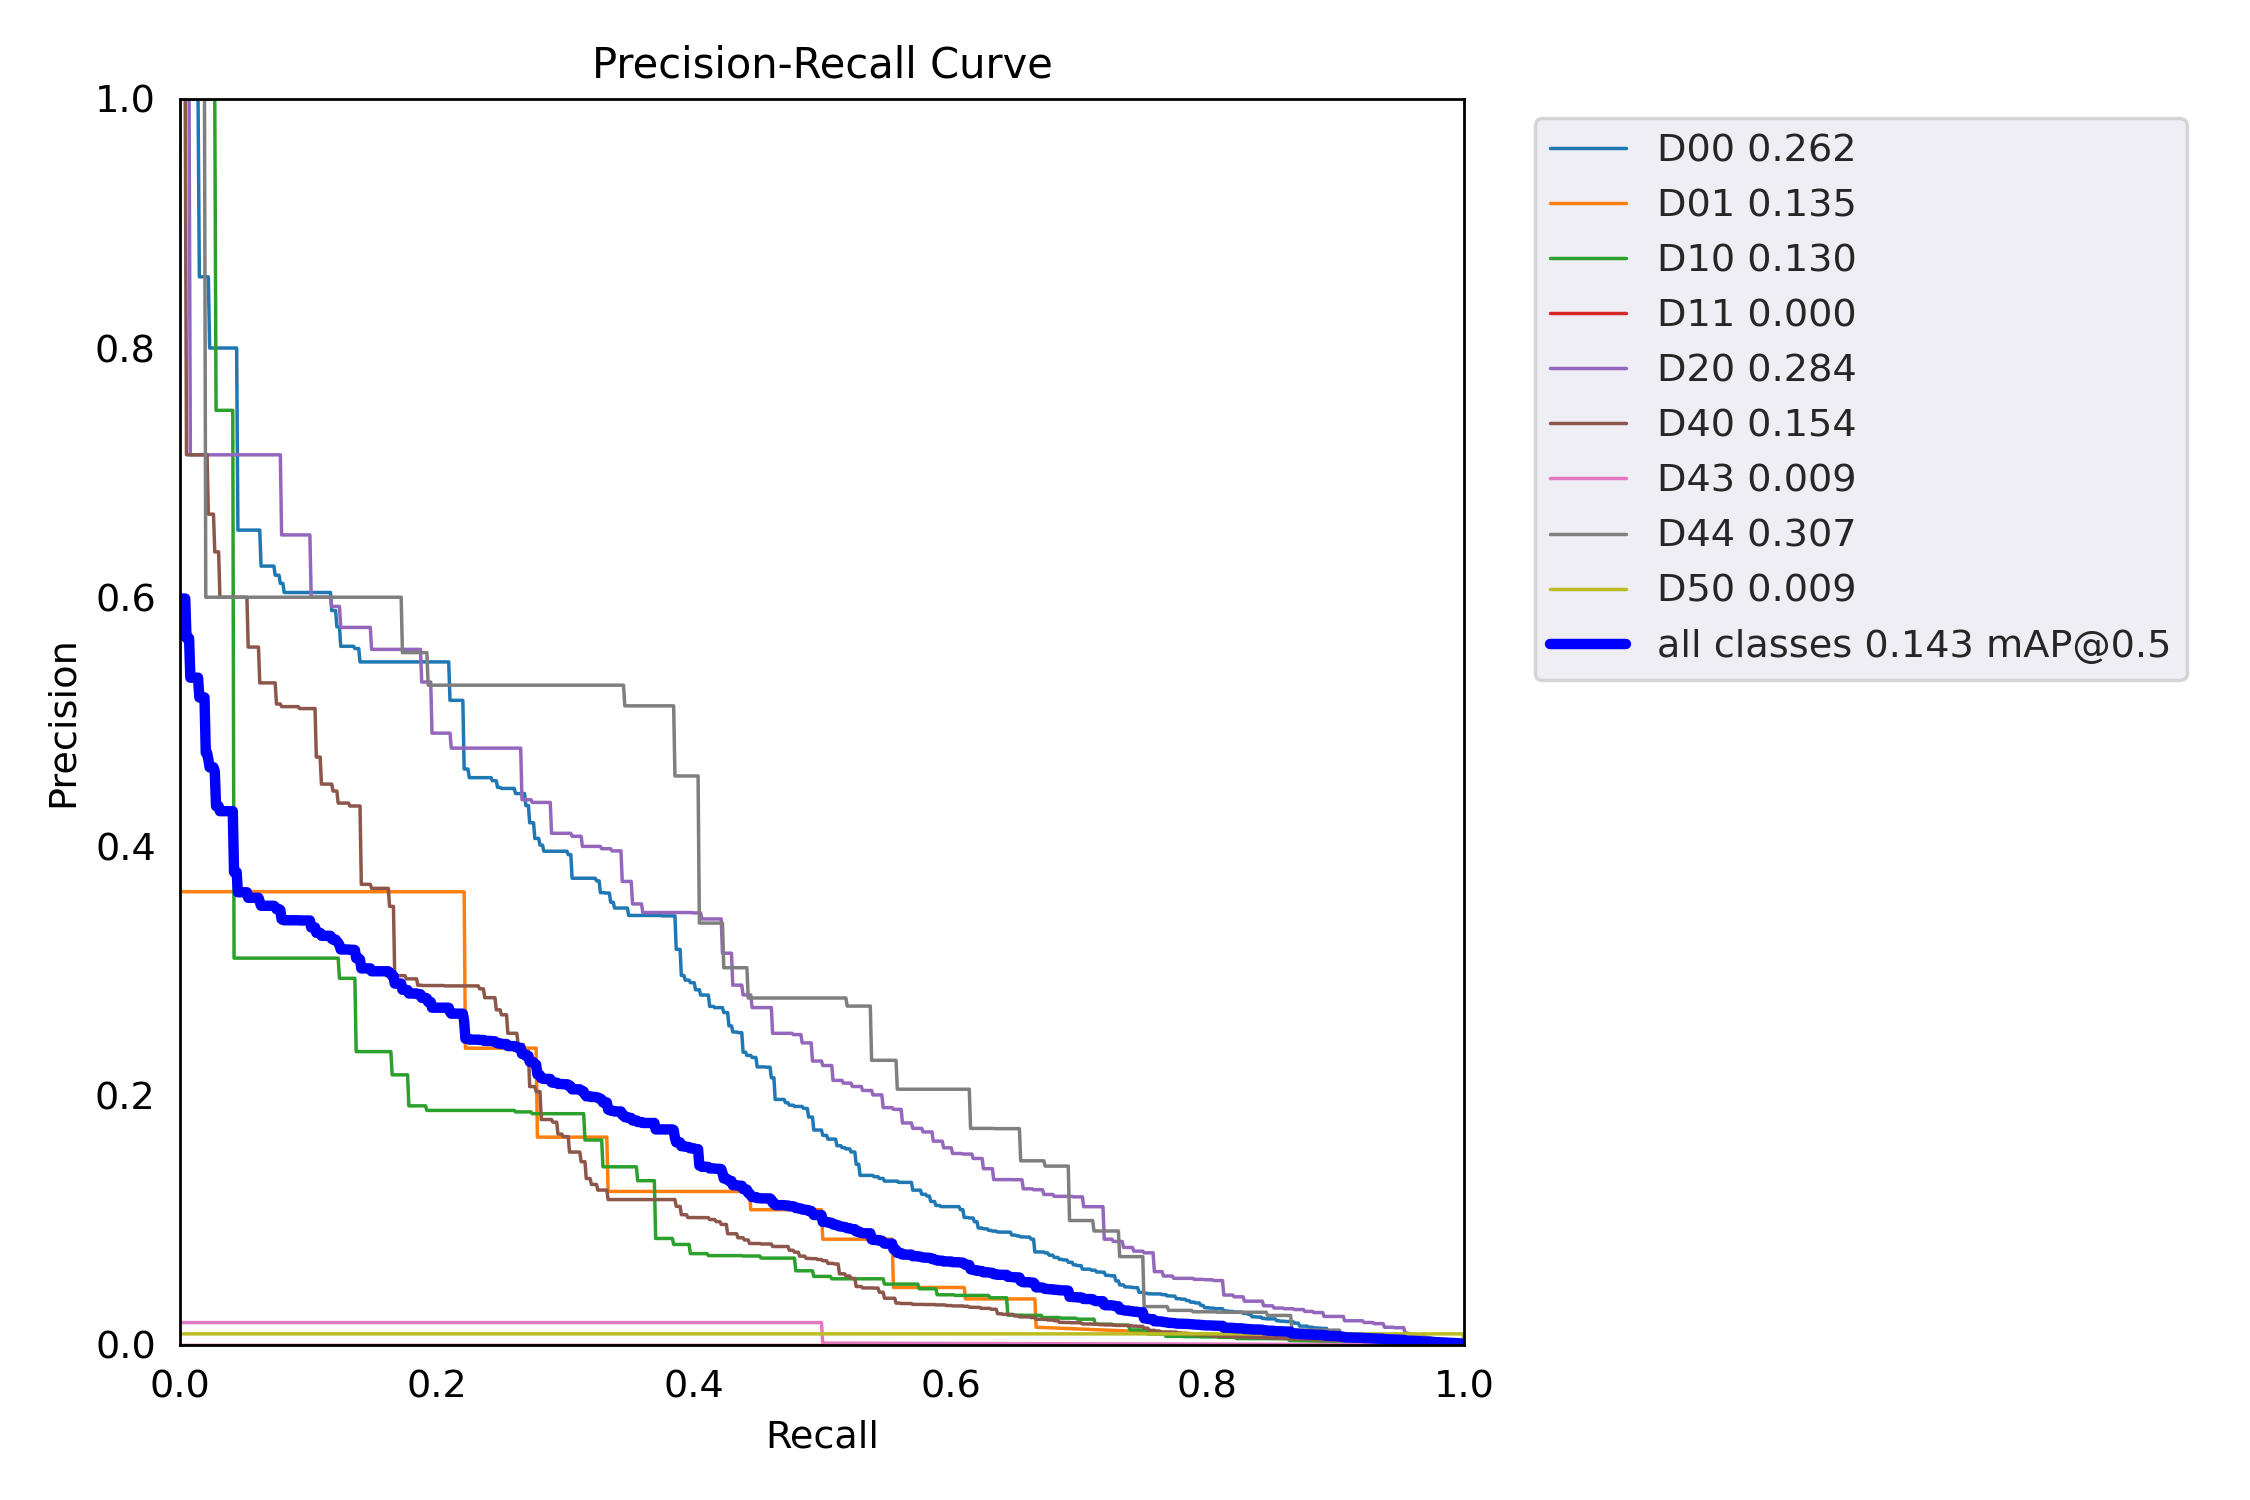 Precision-Recall Curve
1.0
0.8
0.6
0.4
0.2
0.0
Precision
0.0 0.2 0.4 0.6 0.8 1.0
Recall
D00 0.262
D01 0.135
D10 0.130
D11 0.000
D20 0.284
D40 0.154
D43 0.009
D44 0.307
D50 0.009
all classes 0.143 mAP@0.5